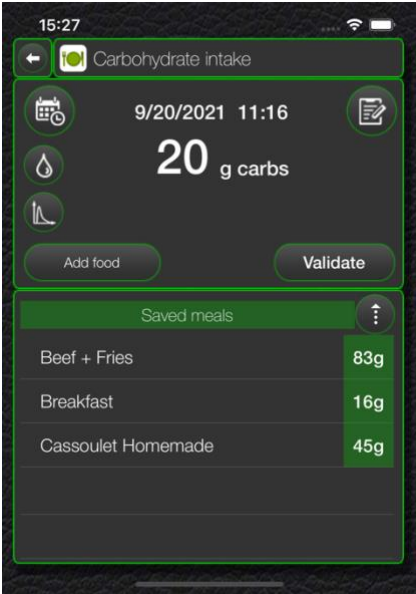 15:27
Carbohydrate intake
9/20/2021 11:16
20 g carbs
Add food
Validate
Saved meals
Beef + Fries 83g
Breakfast 16g
Cassoulet Homemade 45g